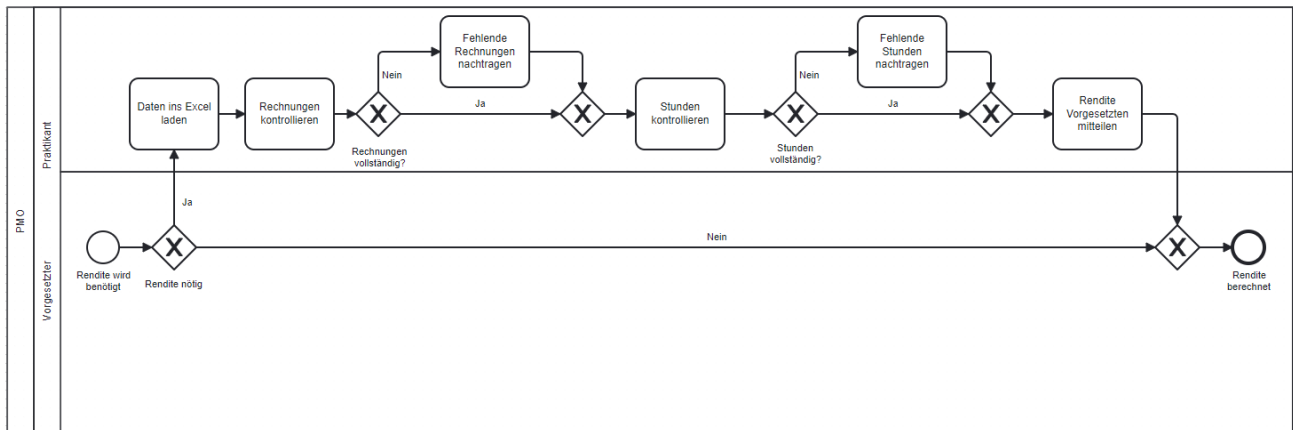 PMO
Praktikant
Vorgesetzter
Daten ins Excel
laden
Rechnungen
kontrollieren
Rechnungen
vollständig?
Nein
Fehlende
Rechnungen
nachtragen
Ja
Stunden
kontrollieren
Stunden
vollständig?
Nein
Fehlende
Stunden
nachtragen
Ja
Rendite
Vorgesetzten
mitteilen
Rendite wird
benötigt
Rendite nötig
Ja
Nein
Rendite
berechnet